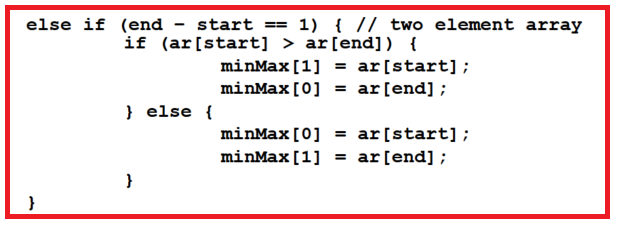 else if (end - start == 1) { // two element array
if (ar[start] > ar[end]) {
minMax[1] = ar[start];
minMax[0] = ar[end];
} else {
minMax[0] = ar[start];
minMax[1] = ar[end];
}
}